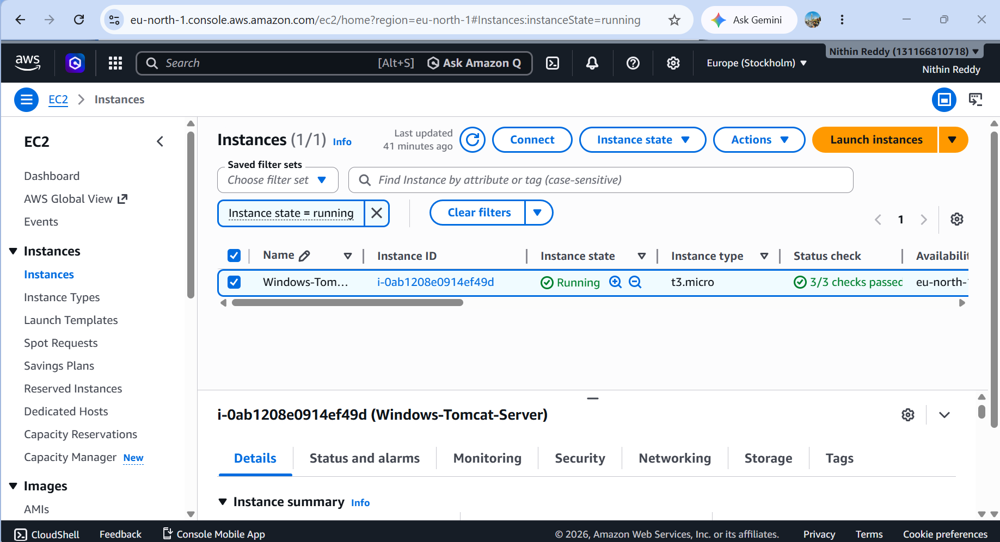 eu-north-1.console.aws.amazon.com/ec2/home?region=eu-north-1#Instances:instanceState=running
Ask Gemini
aws
Search
[Alt+S]
Ask Amazon Q
Europe (Stockholm)
Nithin Reddy (131166810718)
Nithin Reddy
EC2
Instances
EC2
Dashboard
AWS Global View
Events
Instances
Instances
Instance Types
Launch Templates
Spot Requests
Savings Plans
Reserved Instances
Dedicated Hosts
Capacity Reservations
Capacity Manager New
Images
AMIs
Instances (1/1) Info
Last updated
41 minutes ago
Connect
Instance state
Actions
Launch instances
Saved filter sets
Choose filter set
Find Instance by attribute or tag (case-sensitive)
Instance state = running
Clear filters
1
Name Instance ID Instance state Instance type Status check Availabilit
Windows-Tom... i-0ab1208e0914ef49d Running t3.micro 3/3 checks passed eu-north-1
i-0ab1208e0914ef49d (Windows-Tomcat-Server)
Details Status and alarms Monitoring Security Networking Storage Tags
Instance summary Info
CloudShell Feedback Console Mobile App © 2026, Amazon Web Services, Inc. or its affiliates. Privacy Terms Cookie preferences